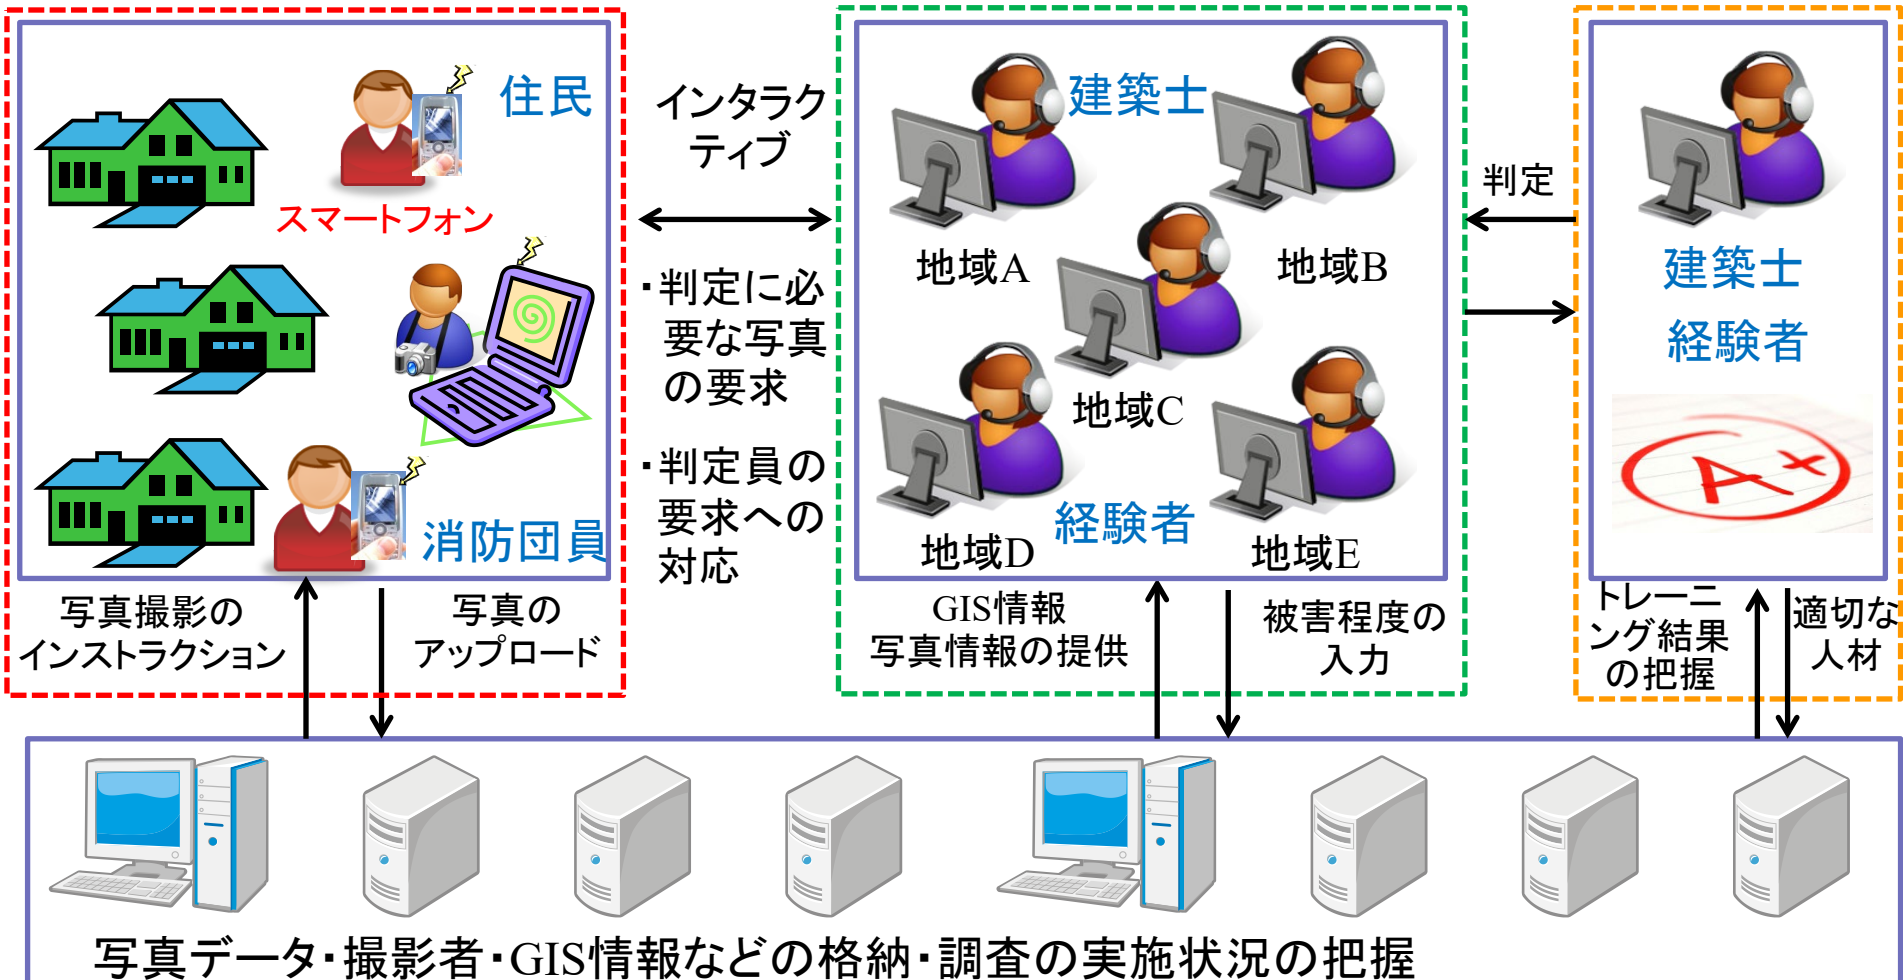 住民
スマートフォン
消防団員
写真撮影の
インストラクション
写真の
アップロード
インタラク
ティブ
・判定に必
要な写真
の要求
・判定員の
要求への
対応
建築士
地域A
地域B
地域C
地域D
経験者
地域E
GIS情報
写真情報の提供
被害程度の
入力
判定
建築士
経験者
A+
トレーニ
ング結果
の把握
適切な
人材
写真データ・撮影者・GIS情報などの格納・調査の実施状況の把握